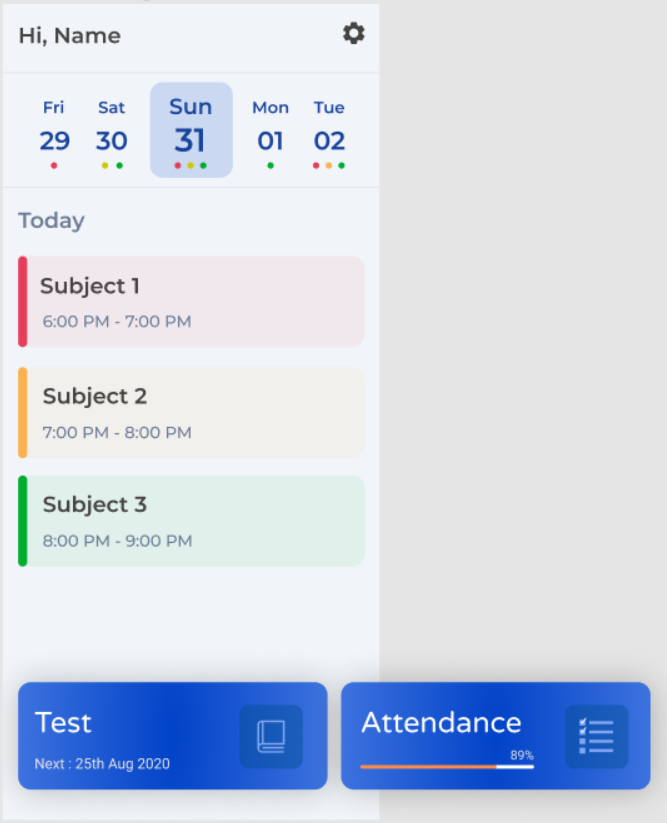 Hi, Name
Fri Sat Sun Mon Tue
29 30 31 01 02
Today
Subject 1
6:00 PM - 7:00 PM
Subject 2
7:00 PM - 8:00 PM
Subject 3
8:00 PM - 9:00 PM
Test
Next : 25th Aug 2020
Attendance
89%